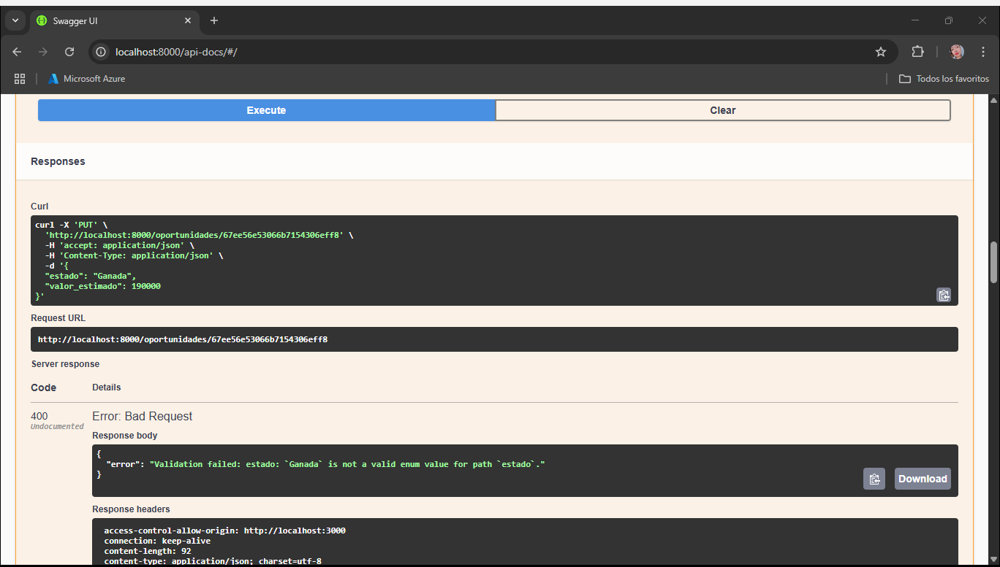 Swagger UI
localhost:8000/api-docs/#/
Microsoft Azure
Todos los favoritos
Execute
Clear
Responses
Curl
curl -X 'PUT' \
  'http://localhost:8000/oportunidades/67ee56e53066b7154306eff8' \
  -H 'accept: application/json' \
  -H 'Content-Type: application/json' \
  -d '{
  "estado": "Ganada",
  "valor_estimado": 190000
}'
Request URL
http://localhost:8000/oportunidades/67ee56e53066b7154306eff8
Server response
Code Details
400
Undocumented
Error: Bad Request
Response body
{
  "error": "Validation failed: estado: `Ganada` is not a valid enum value for path `estado`."
}
Download
Response headers
access-control-allow-origin: http://localhost:3000
connection: keep-alive
content-length: 92
content-type: application/json; charset=utf-8